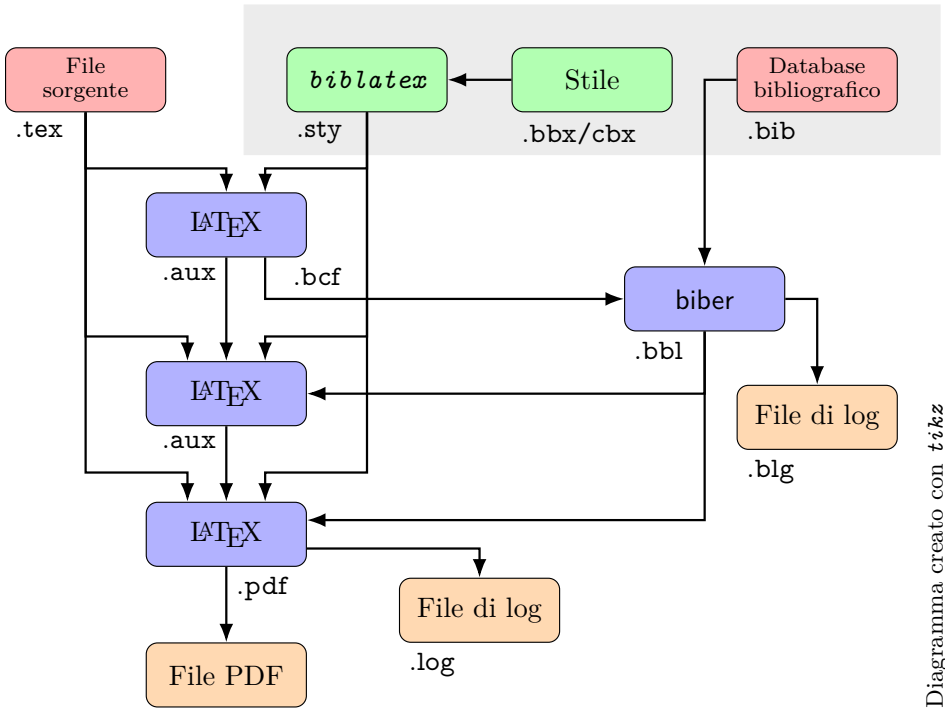 File
sorgente
biblatex
Stile
Database
bibliografico
.tex
.sty
.bbx/cbx
.bib
LATEX
.aux
.bcf
biber
.bbl
LATEX
.aux
File di log
.blg
LATEX
.pdf
File di log
.log
File PDF
Diagramma creato con tikz